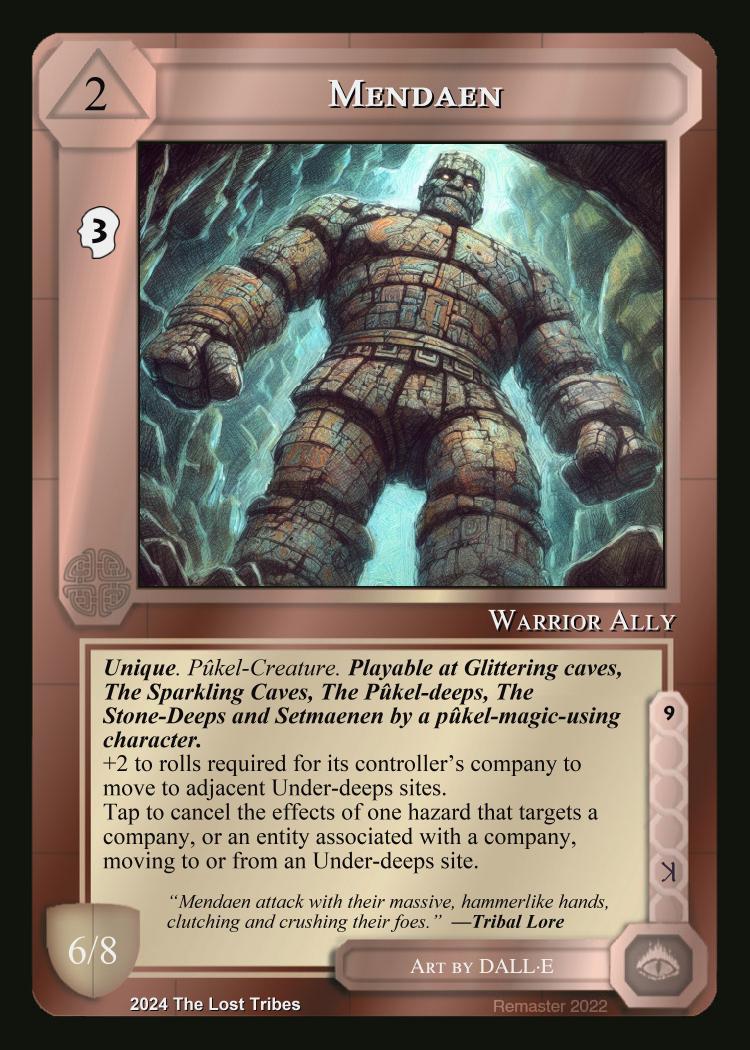 2
MENDAEN
3
WARRIOR ALLY
Unique. Pûkel-Creature. Playable at Glittering caves,
The Sparkling Caves, The Pûkel-deeps, The
Stone-Deeps and Setmaenen by a pûkel-magic-using
character.
+2 to rolls required for its controller’s company to
move to adjacent Under-deeps sites.
Tap to cancel the effects of one hazard that targets a
company, or an entity associated with a company,
moving to or from an Under-deeps site.
“Mendaen attack with their massive, hammerlike hands,
clutching and crushing their foes.” —Tribal Lore
9
6/8
ART BY DALL·E
2024 The Lost Tribes
Remaster 2022